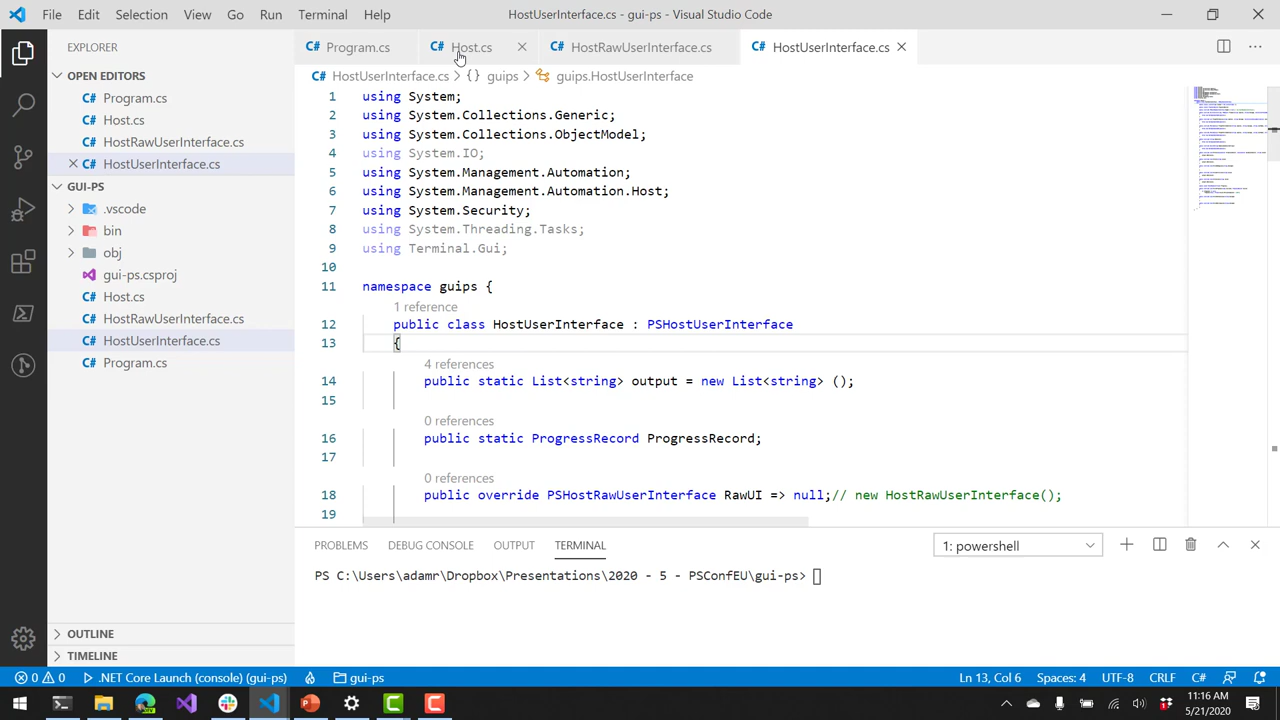 File Edit Selection View Go Run Terminal Help
HostUserInterface.cs - gui-ps - Visual Studio Code
EXPLORER
OPEN EDITORS
C# Program.cs
C# Host.cs
C# HostRawUserInterface.cs
C# HostUserInterface.cs
GUI-PS
.vscode
bin
obj
gui-ps.csproj
C# Host.cs
C# HostRawUserInterface.cs
C# HostUserInterface.cs
C# Program.cs
OUTLINE
TIMELINE
C# Program.cs
C# Host.cs
C# HostRawUserInterface.cs
C# HostUserInterface.cs
C# HostUserInterface.cs > {} guips > guips.HostUserInterface
1 using System;
2 using System.Collections.Generic;
3 using System.Collections.ObjectModel;
4 using System.Linq;
5 using System.Management.Automation;
6 using System.Management.Automation.Host;
7 using System.Security;
8 using System.Threading.Tasks;
9 using Terminal.Gui;
10
11 namespace guips {
1 reference
12 public class HostUserInterface : PSHostUserInterface
13 {
4 references
14 public static List<string> output = new List<string> ();
15
0 references
16 public static ProgressRecord ProgressRecord;
17
0 references
18 public override PSHostRawUserInterface RawUI => null;// new HostRawUserInterface();
19
PROBLEMS DEBUG CONSOLE OUTPUT TERMINAL
1: powershell
PS C:\Users\adamr\Dropbox\Presentations\2020 - 5 - PSConfEU\gui-ps>
0 0 .NET Core Launch (console) (gui-ps) gui-ps
Ln 13, Col 6 Spaces: 4 UTF-8 CRLF C#
11:16 AM
5/21/2020